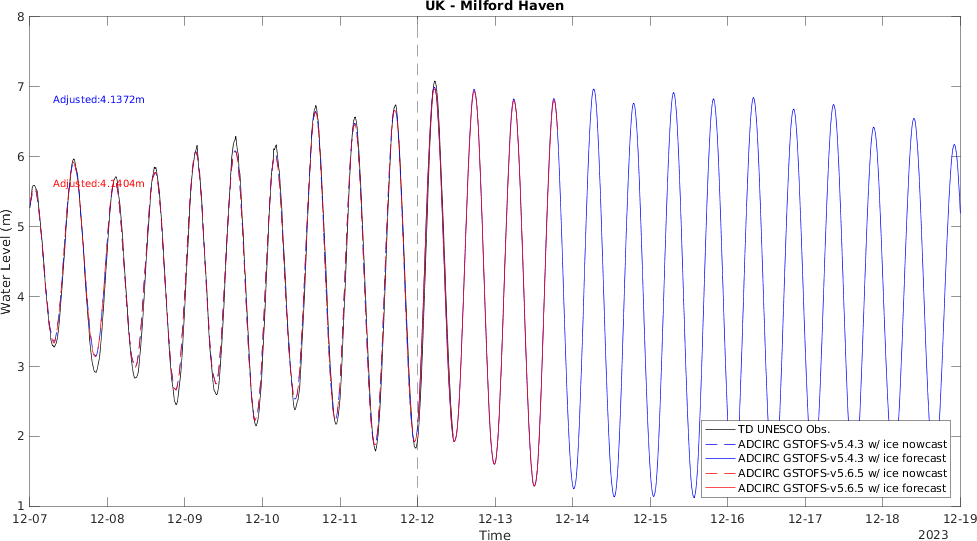 UK - Milford Haven
8
7
6
5
4
3
2
1
Water Level (m)
Adjusted:4.1372m
Adjusted:4.1404m
TD UNESCO Obs.
ADCIRC GSTOFS-v5.4.3 w/ ice nowcast
ADCIRC GSTOFS-v5.4.3 w/ ice forecast
ADCIRC GSTOFS-v5.6.5 w/ ice nowcast
ADCIRC GSTOFS-v5.6.5 w/ ice forecast
12-07 12-08 12-09 12-10 12-11 12-12 12-13 12-14 12-15 12-16 12-17 12-18 12-19
Time
2023